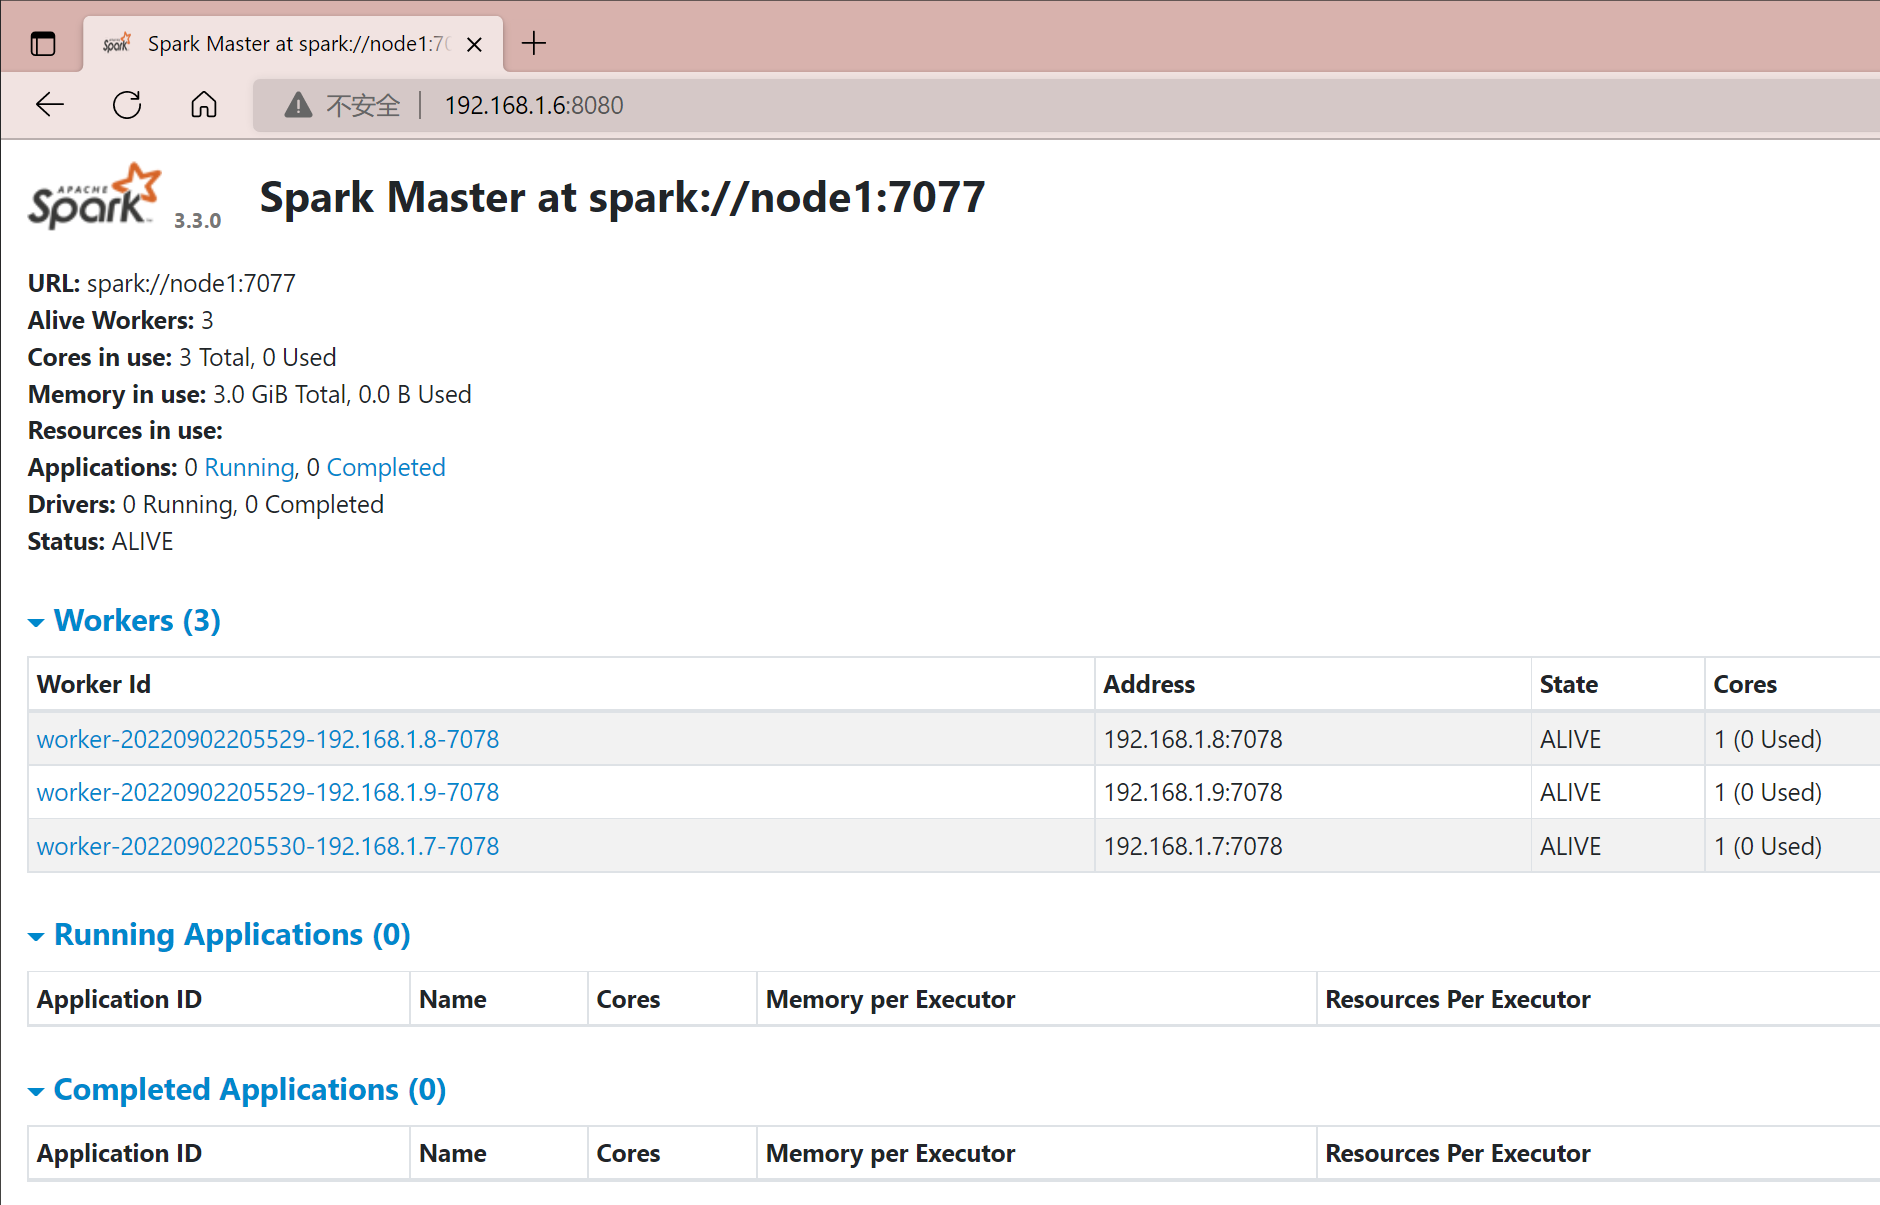 Spark Master at spark://node1:70
不安全 192.168.1.6:8080
APACHE
Spark 3.3.0 Spark Master at spark://node1:7077
URL: spark://node1:7077
Alive Workers: 3
Cores in use: 3 Total, 0 Used
Memory in use: 3.0 GiB Total, 0.0 B Used
Resources in use:
Applications: 0 Running, 0 Completed
Drivers: 0 Running, 0 Completed
Status: ALIVE
Workers (3)
Worker Id Address State Cores
worker-20220902205529-192.168.1.8-7078 192.168.1.8:7078 ALIVE 1 (0 Used)
worker-20220902205529-192.168.1.9-7078 192.168.1.9:7078 ALIVE 1 (0 Used)
worker-20220902205530-192.168.1.7-7078 192.168.1.7:7078 ALIVE 1 (0 Used)
Running Applications (0)
Application ID Name Cores Memory per Executor Resources Per Executor
Completed Applications (0)
Application ID Name Cores Memory per Executor Resources Per Executor